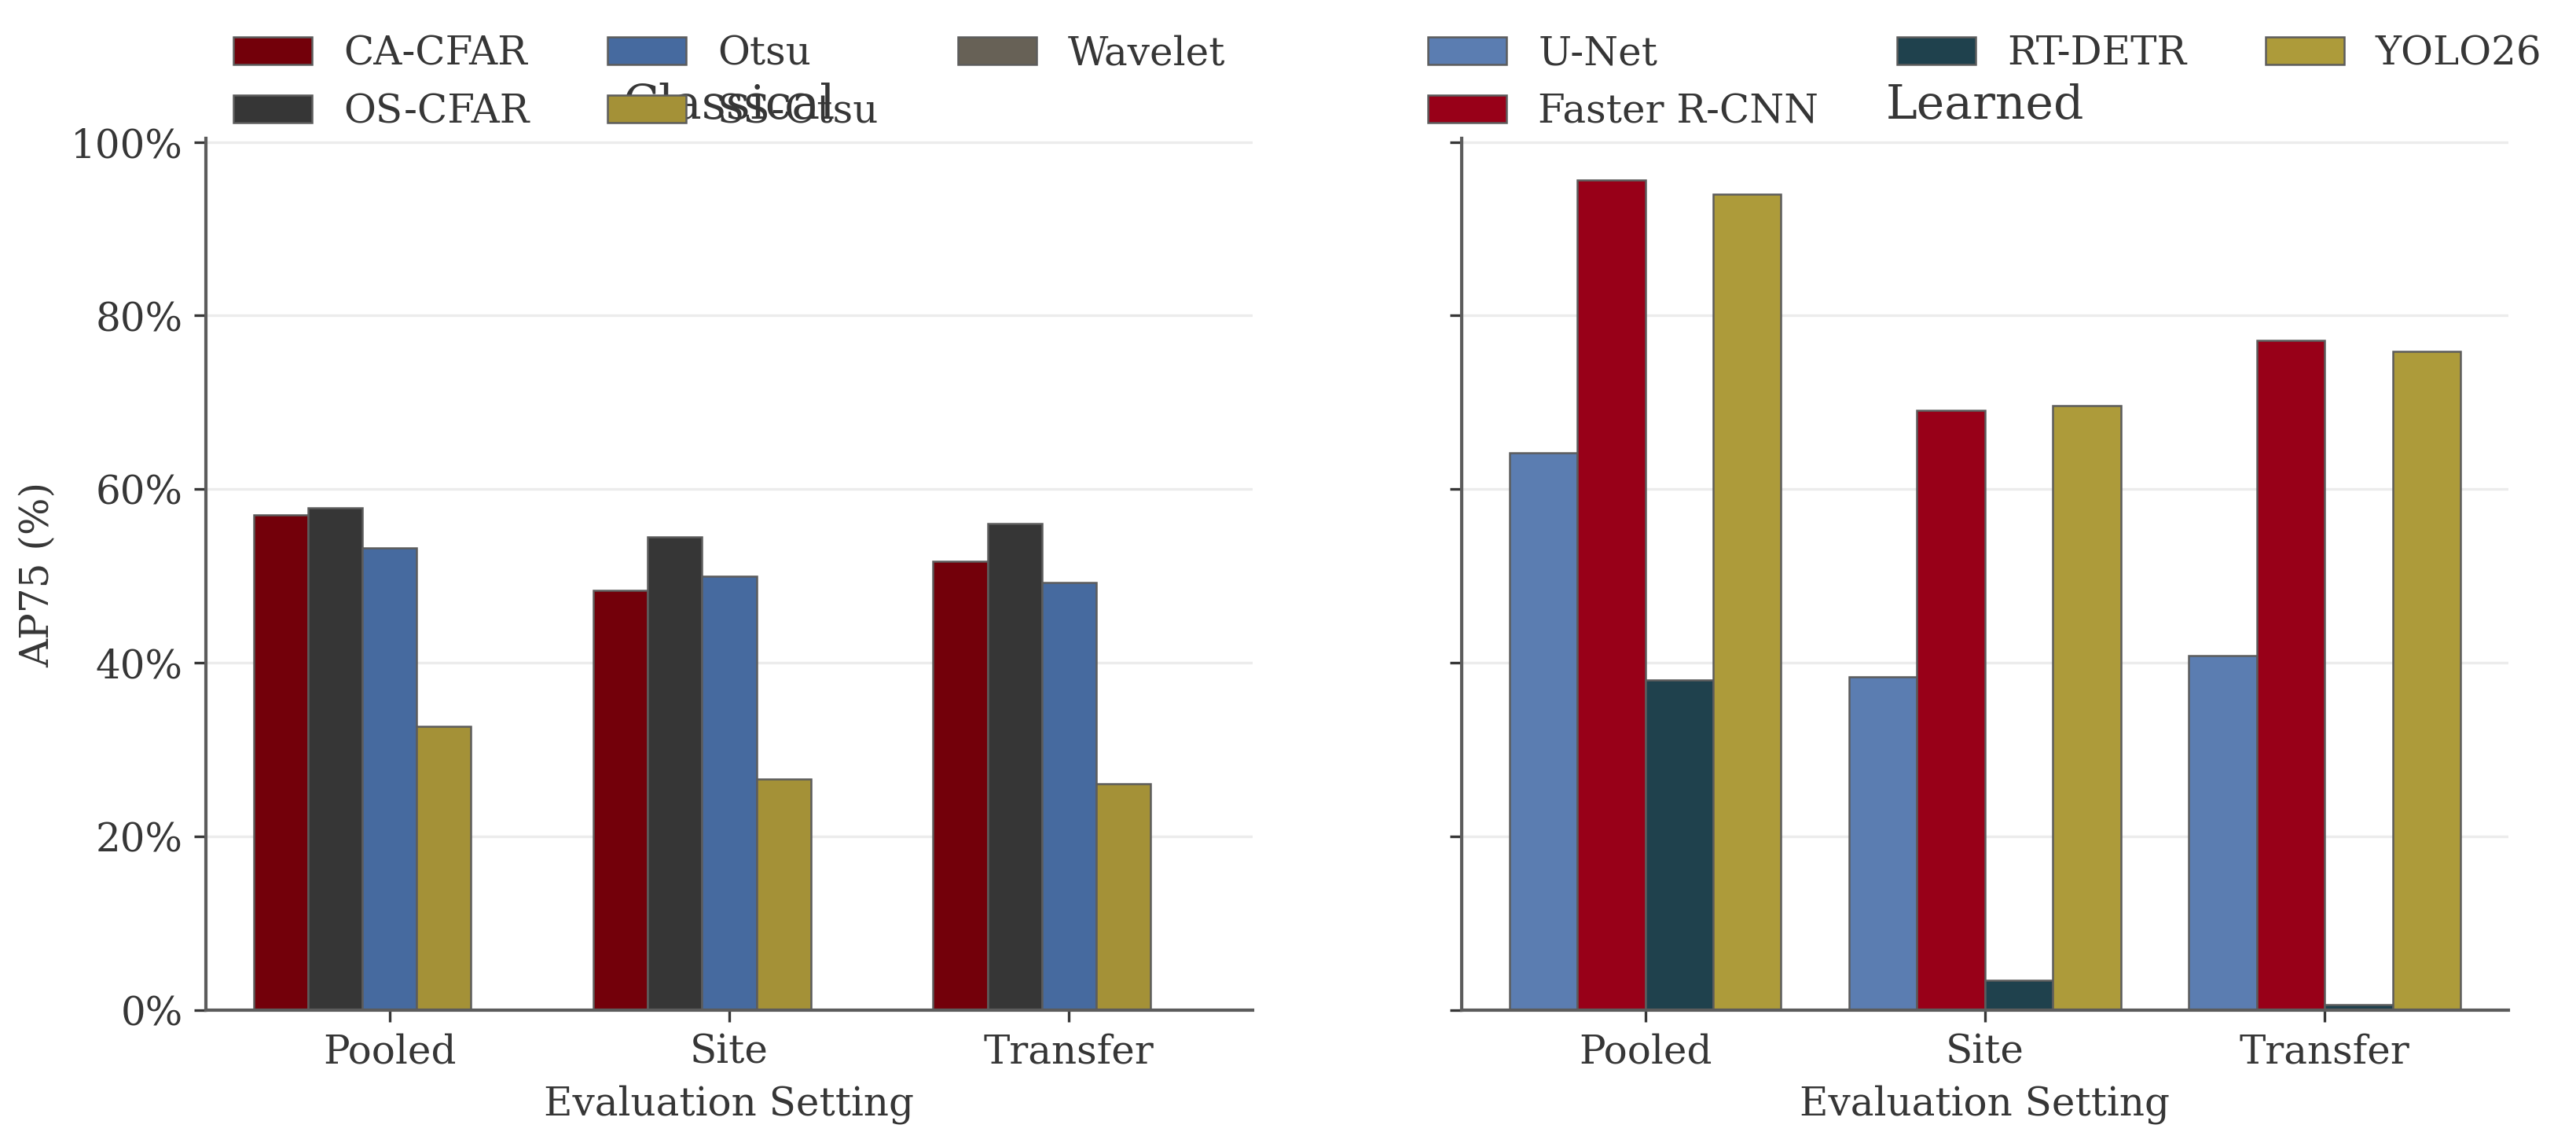 CA-CFAR Otsu Wavelet
OS-CFAR SS-Otsu
Classical
U-Net RT-DETR YOLO26
Faster R-CNN
Learned
AP75 (%)
100%
80%
60%
40%
20%
0%
Pooled Site Transfer
Evaluation Setting
Pooled Site Transfer
Evaluation Setting